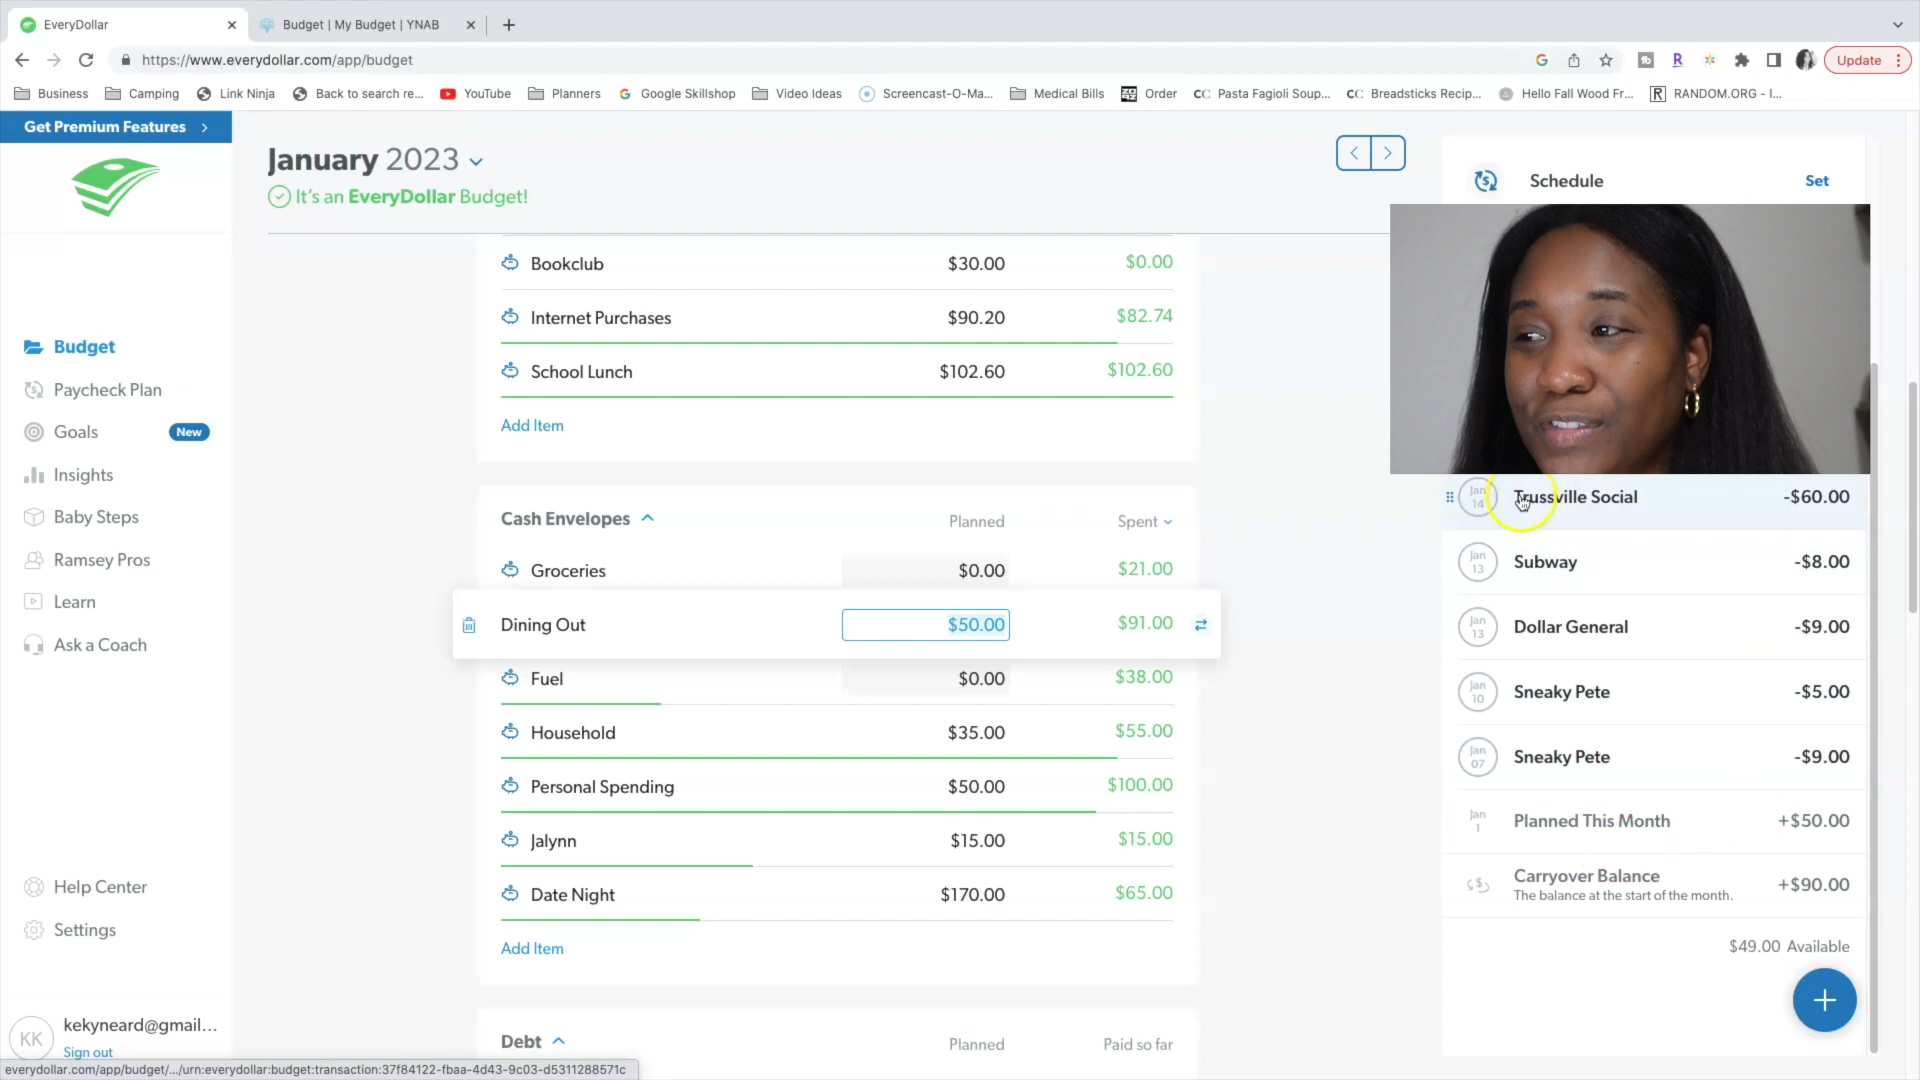 EveryDollar
Budget | My Budget | YNAB
https://www.everydollar.com/app/budget
Update
Business
Camping
Link Ninja
Back to search re...
YouTube
Planners
Google Skillshop
Video Ideas
Screencast-O-Ma...
Medical Bills
Order
CC Pasta Fagioli Soup...
CC Breadsticks Recip...
Hello Fall Wood Fr...
R RANDOM.ORG - I...
Get Premium Features
Budget
Paycheck Plan
Goals New
Insights
Baby Steps
Ramsey Pros
Learn
Ask a Coach
Help Center
Settings
KK kekyneard@gmail...
Sign out
everydollar.com/app/budget/.../urn:everydollar:budget:transaction:37f84122-fbaa-4d43-9c03-d5311288571c
January 2023
It's an EveryDollar Budget!
Bookclub $30.00 $0.00
Internet Purchases $90.20 $82.74
School Lunch $102.60 $102.60
Add Item
Cash Envelopes Planned Spent
Groceries $0.00 $21.00
Dining Out $50.00 $91.00
Fuel $0.00 $38.00
Household $35.00 $55.00
Personal Spending $50.00 $100.00
Jalynn $15.00 $15.00
Date Night $170.00 $65.00
Add Item
Debt Planned Paid so far
Schedule Set
Jan 14 Trussville Social -$60.00
Jan 13 Subway -$8.00
Jan 13 Dollar General -$9.00
Jan 10 Sneaky Pete -$5.00
Jan 07 Sneaky Pete -$9.00
Jan 1 Planned This Month +$50.00
Carryover Balance +$90.00
The balance at the start of the month.
$49.00 Available